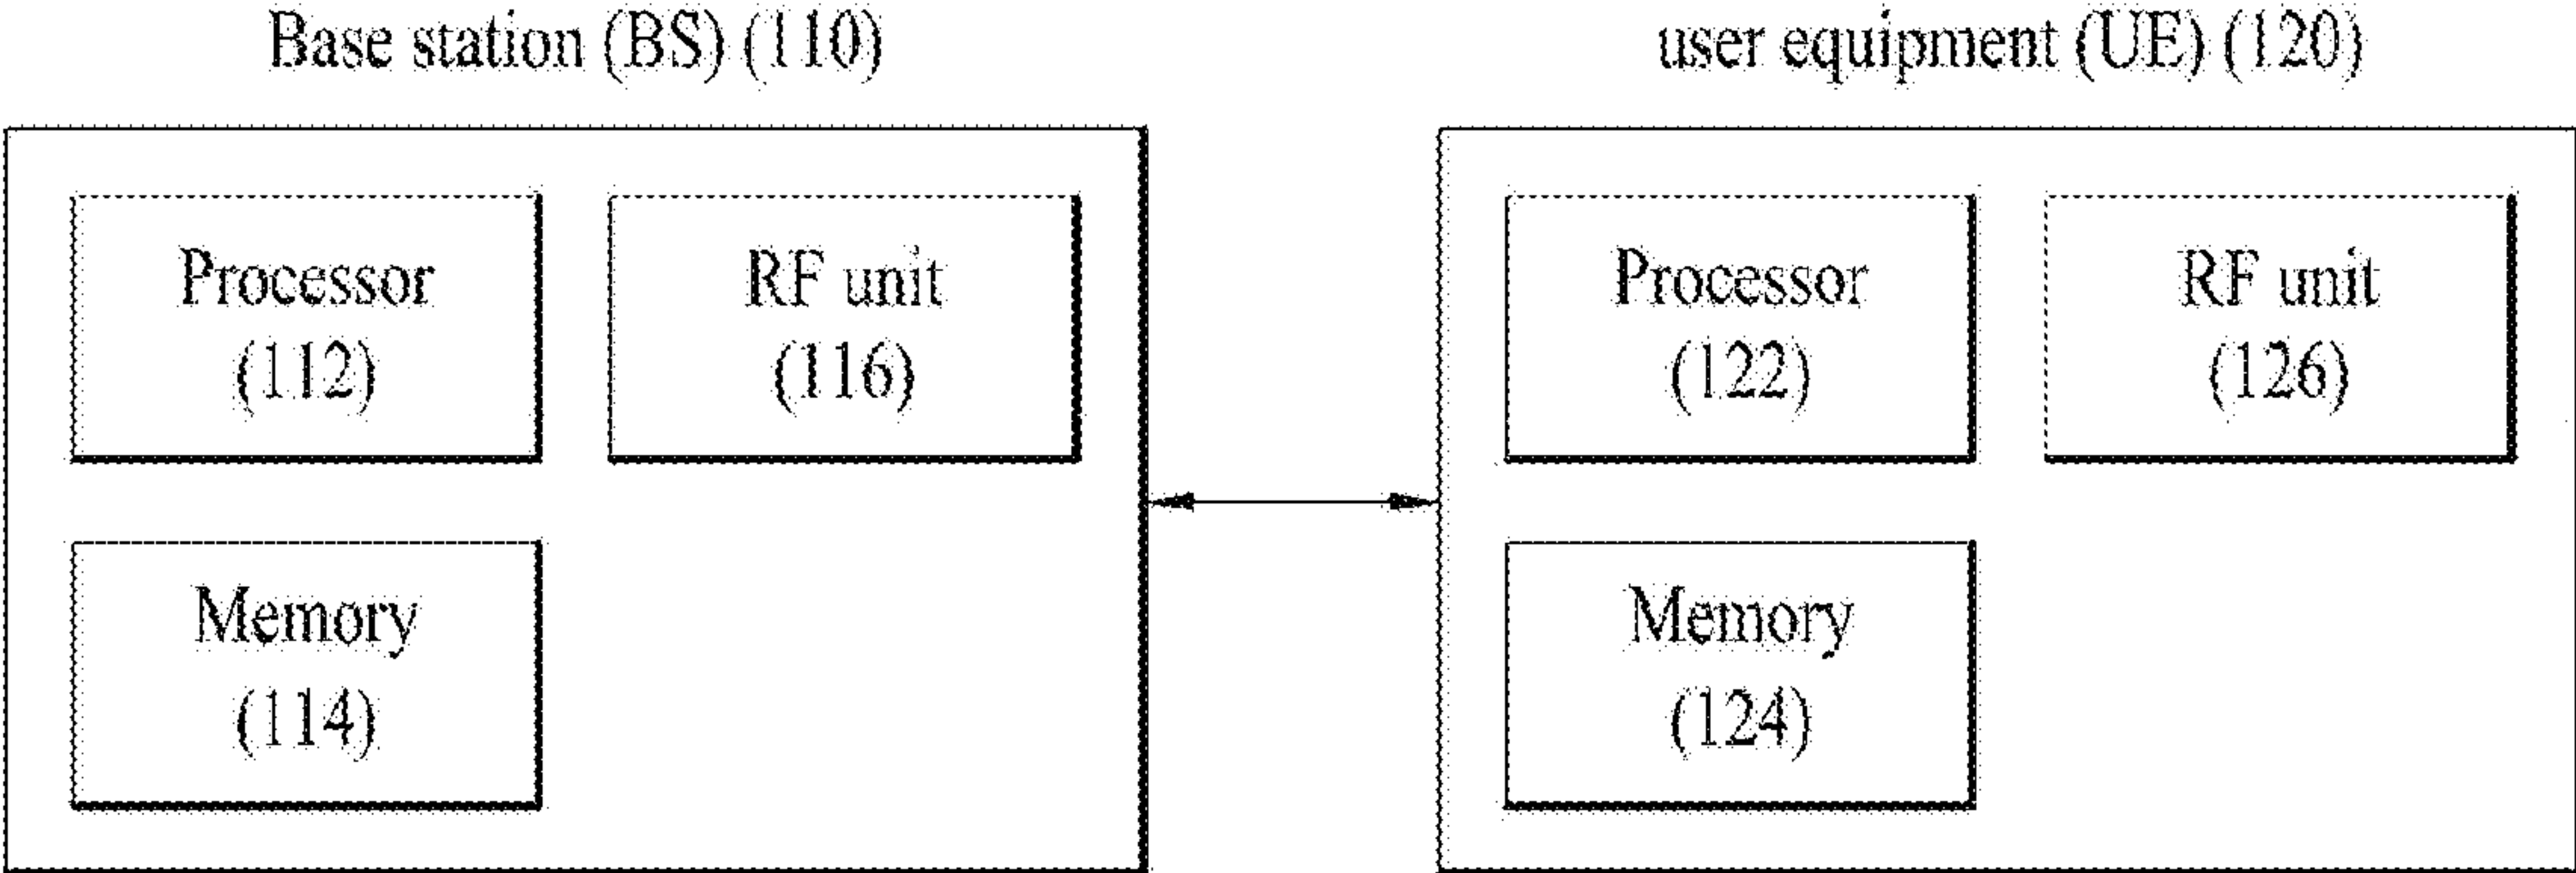 Base station (BS) (110)
Processor
(112)
RF unit
(116)
Memory
(114)
user equipment (UE) (120)
Processor
(122)
RF unit
(126)
Memory
(124)